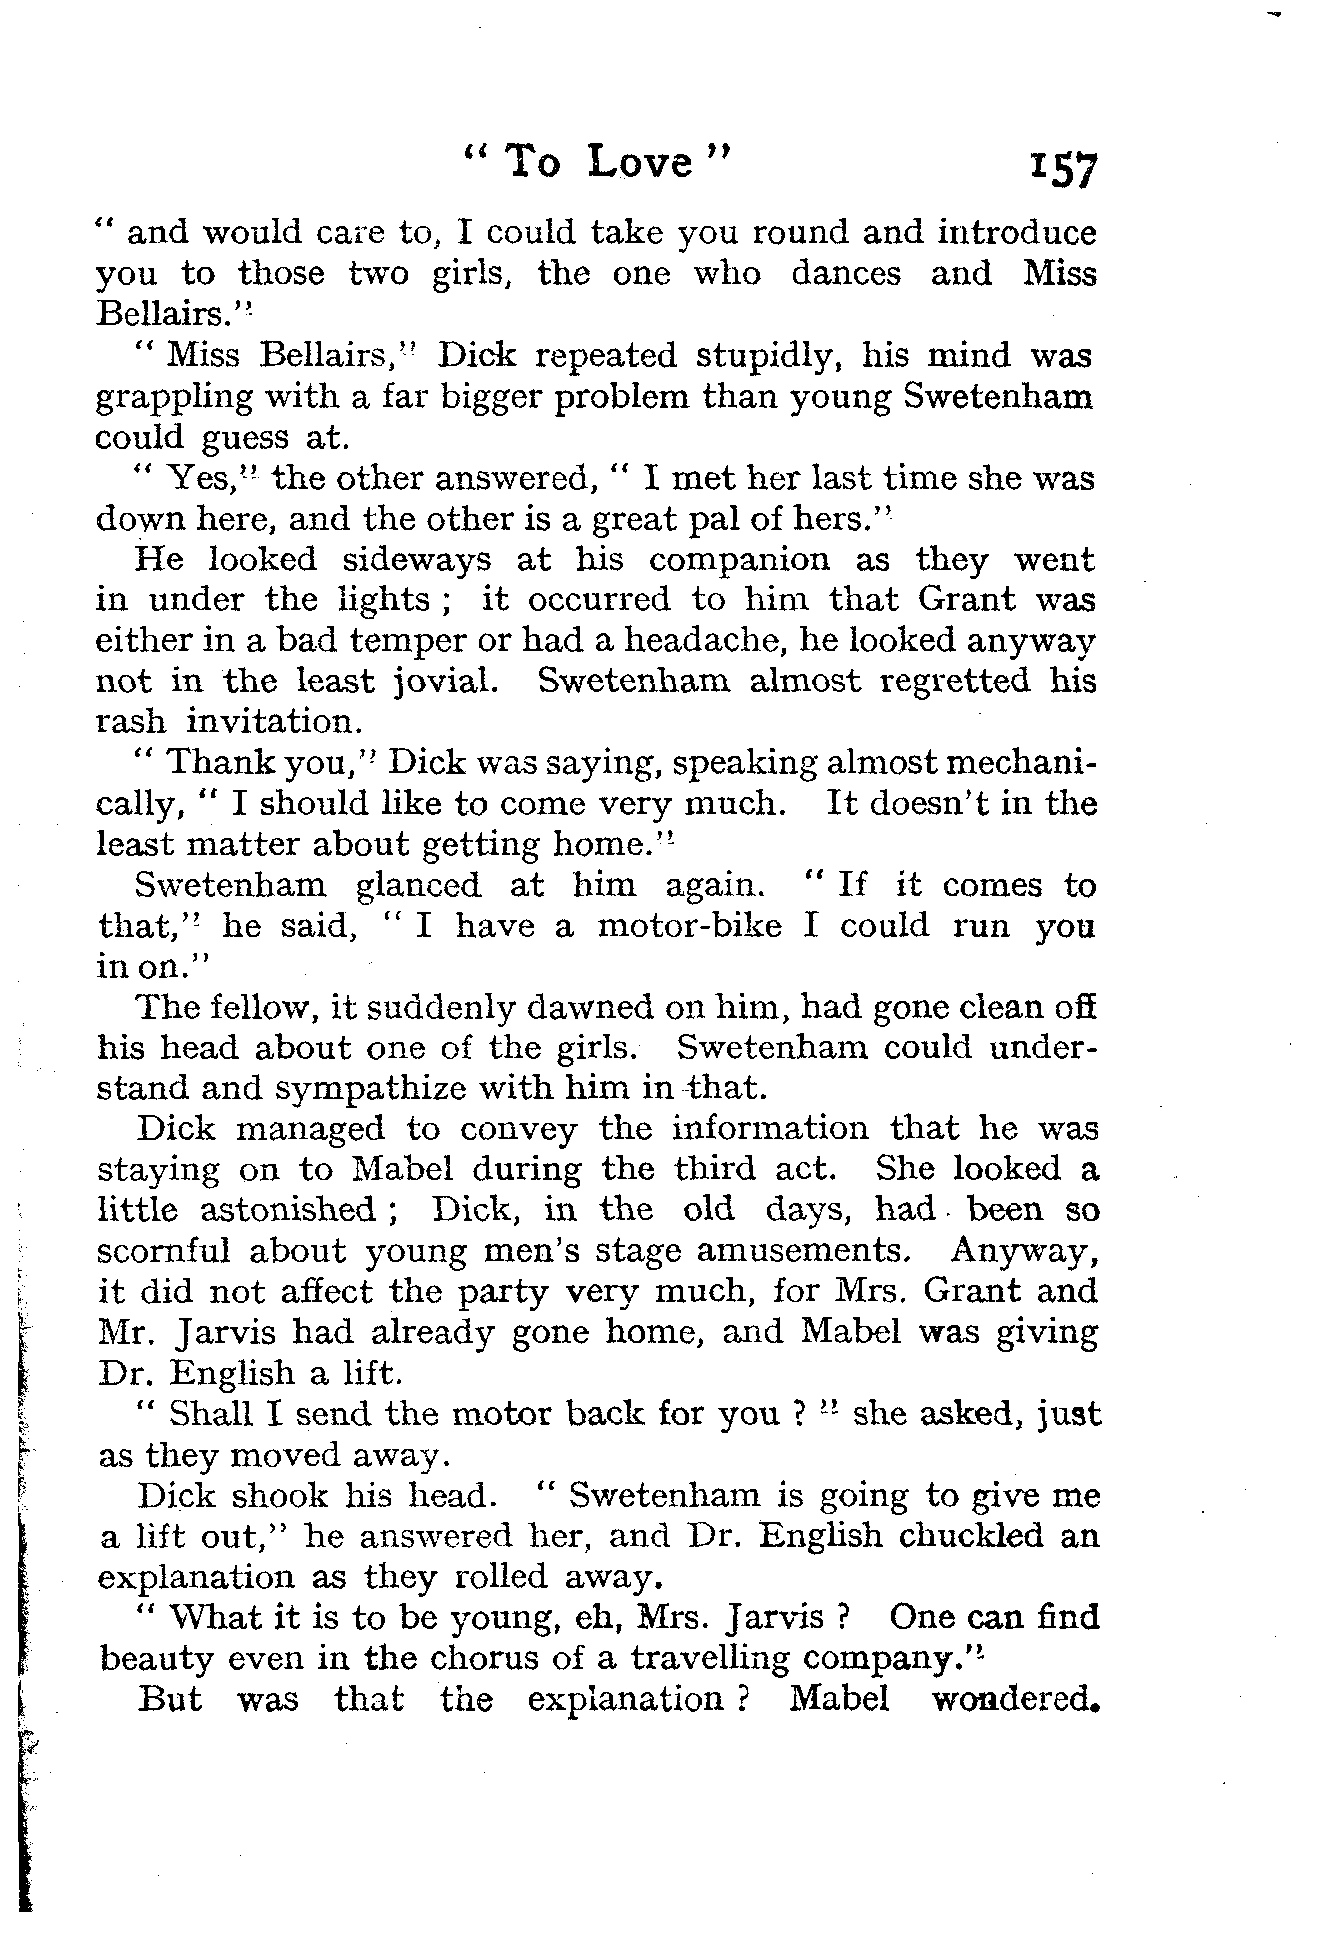 " To Love " 157
" and would care to, I could take you round and introduce
you to those two girls, the one who dances and Miss
Bellairs."
" Miss Bellairs," Dick repeated stupidly, his mind was
grappling with a far bigger problem than young Swetenham
could guess at.
" Yes," the other answered, " I met her last time she was
down here, and the other is a great pal of hers."
He looked sideways at his companion as they went
in under the lights ; it occurred to him that Grant was
either in a bad temper or had a headache, he looked anyway
not in the least jovial. Swetenham almost regretted his
rash invitation.
" Thank you," Dick was saying, speaking almost mechani-
cally, " I should like to come very much. It doesn't in the
least matter about getting home."
Swetenham glanced at him again. " If it comes to
that," he said, " I have a motor-bike I could run you
in on."
The fellow, it suddenly dawned on him, had gone clean off
his head about one of the girls. Swetenham could under-
stand and sympathize with him in that.
Dick managed to convey the information that he was
staying on to Mabel during the third act. She looked a
little astonished ; Dick, in the old days, had been so
scornful about young men's stage amusements. Anyway,
it did not affect the party very much, for Mrs. Grant and
Mr. Jarvis had already gone home, and Mabel was giving
Dr. English a lift.
" Shall I send the motor back for you ? " she asked, just
as they moved away.
Dick shook his head. " Swetenham is going to give me
a lift out," he answered her, and Dr. English chuckled an
explanation as they rolled away.
" What it is to be young, eh, Mrs. Jarvis ? One can find
beauty even in the chorus of a travelling company."
But was that the explanation ? Mabel wondered.